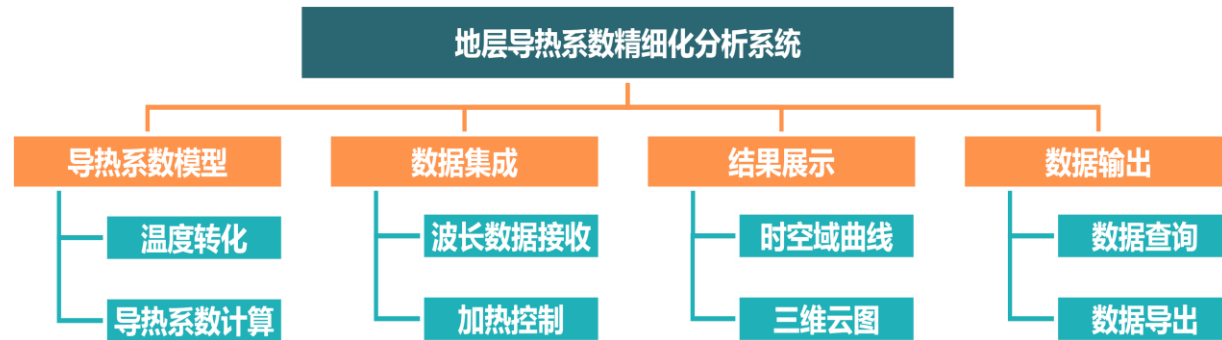 地层导热系数精细化分析系统
导热系数模型
数据集成
结果展示
数据输出
温度转化
波长数据接收
时空域曲线
数据查询
导热系数计算
加热控制
三维云图
数据导出